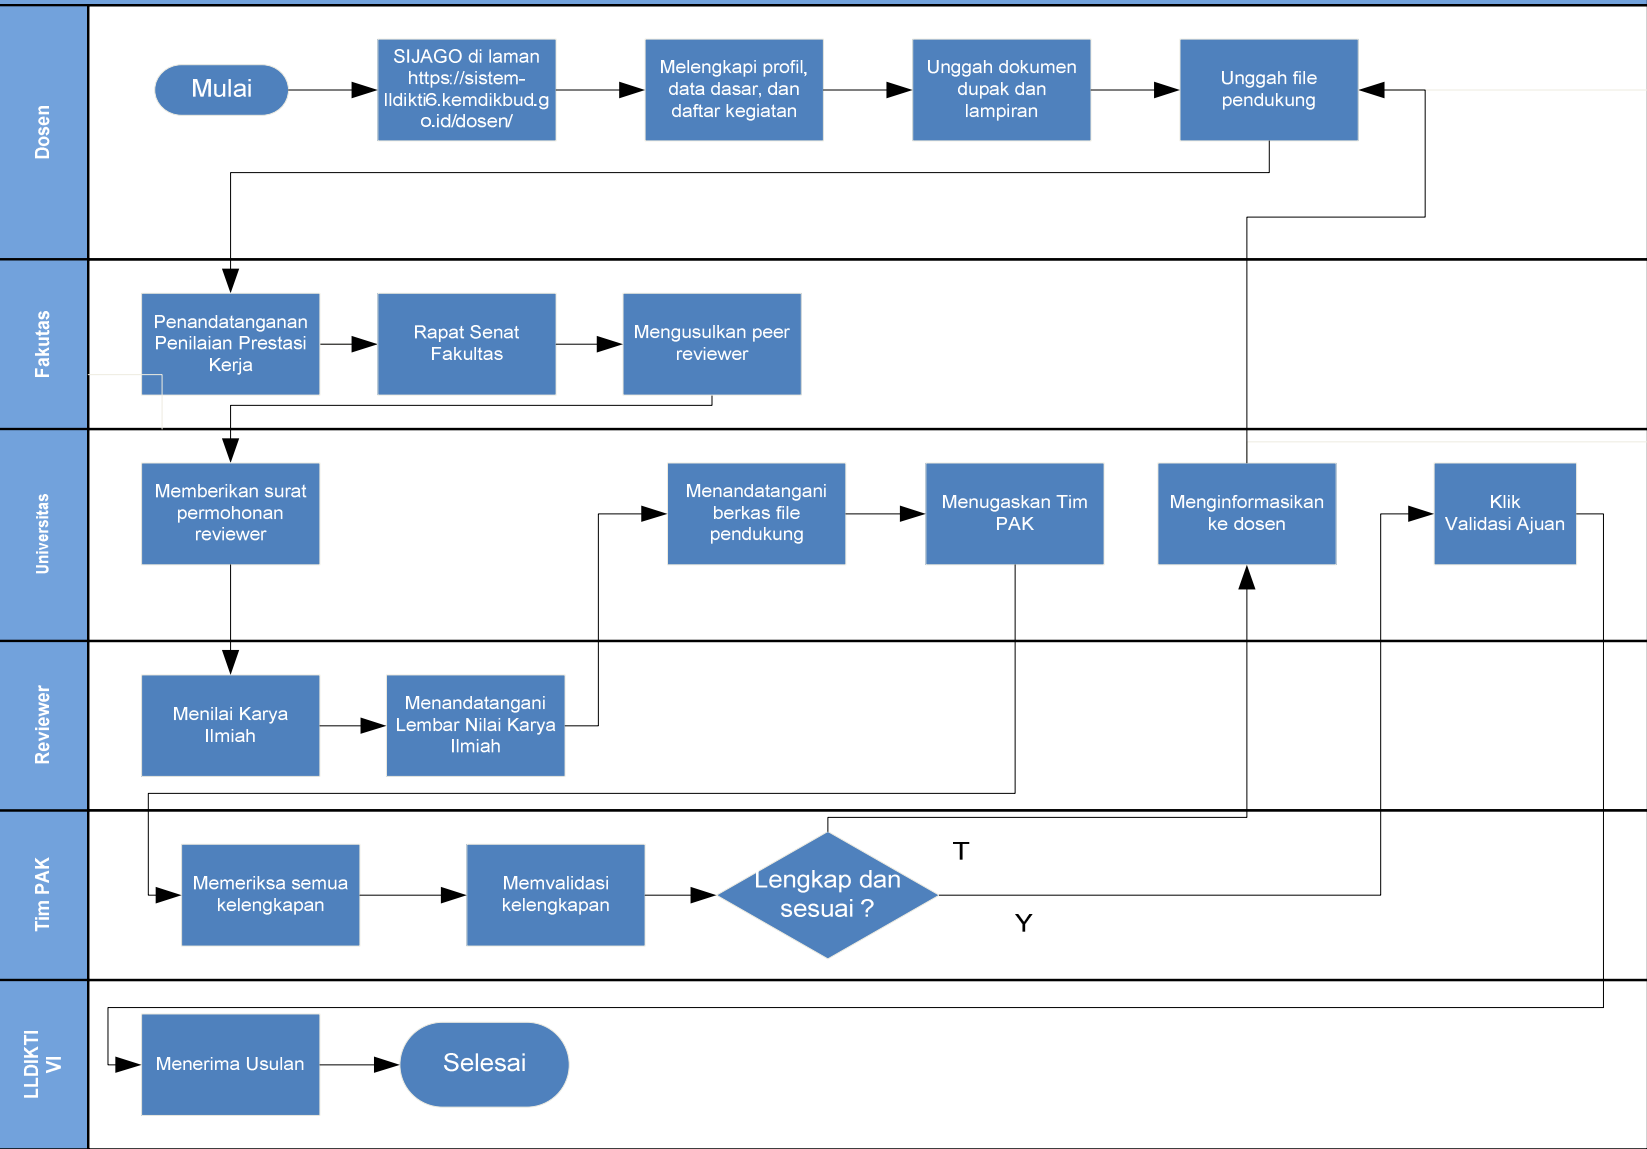 Dosen
Mulai
SIJAGO di laman
https://sistem-
lldikti6.kemdikbud.g
o.id/dosen/
Melengkapi profil,
data dasar, dan
daftar kegiatan
Unggah dokumen
dupak dan
lampiran
Unggah file
pendukung
Fakutas
Penandatanganan
Penilaian Prestasi
Kerja
Rapat Senat
Fakultas
Mengusulkan peer
reviewer
Universitas
Memberikan surat
permohonan
reviewer
Menandatangani
berkas file
pendukung
Menugaskan Tim
PAK
Menginformasikan
ke dosen
Klik
Validasi Ajuan
Reviewer
Menilai Karya
Ilmiah
Menandatangani
Lembar Nilai Karya
Ilmiah
Tim PAK
Memeriksa semua
kelengkapan
Memvalidasi
kelengkapan
Lengkap dan
sesuai ?
T
Y
LLDIKTI
VI
Menerima Usulan
Selesai